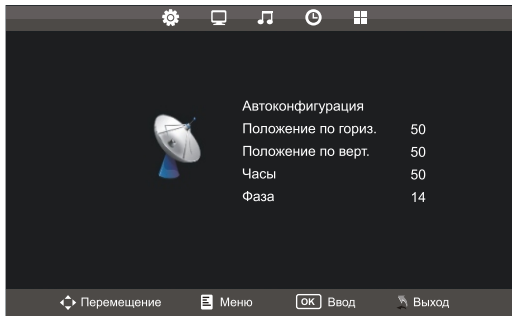 Автоконфигурация
Положение по гориз. 50
Положение по верт. 50
Часы 50
Фаза 14
Перемещение Меню OK Ввод Выход